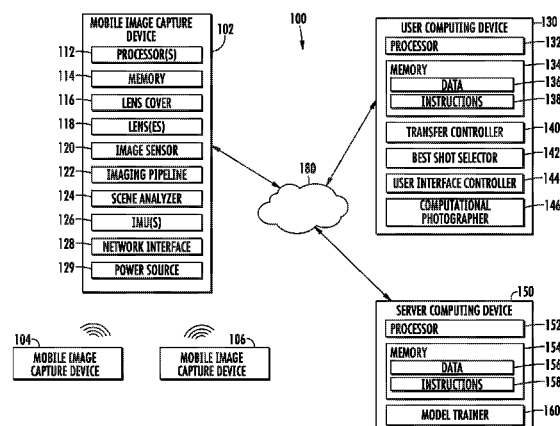 MOBILE IMAGE CAPTURE
DEVICE
102
112
PROCESSOR(S)
114
MEMORY
116
LENS COVER
118
LENS(ES)
120
IMAGE SENSOR
122
IMAGING PIPELINE
124
SCENE ANALYZER
126
IMU(S)
128
NETWORK INTERFACE
129
POWER SOURCE
104
MOBILE IMAGE
CAPTURE DEVICE
106
MOBILE IMAGE
CAPTURE DEVICE
100
180
USER COMPUTING DEVICE
130
PROCESSOR
132
MEMORY
134
DATA
136
INSTRUCTIONS
138
TRANSFER CONTROLLER
140
BEST SHOT SELECTOR
142
USER INTERFACE CONTROLLER
144
COMPUTATIONAL
PHOTOGRAPHER
146
150
SERVER COMPUTING DEVICE
PROCESSOR
152
MEMORY
154
DATA
156
INSTRUCTIONS
158
MODEL TRAINER
160